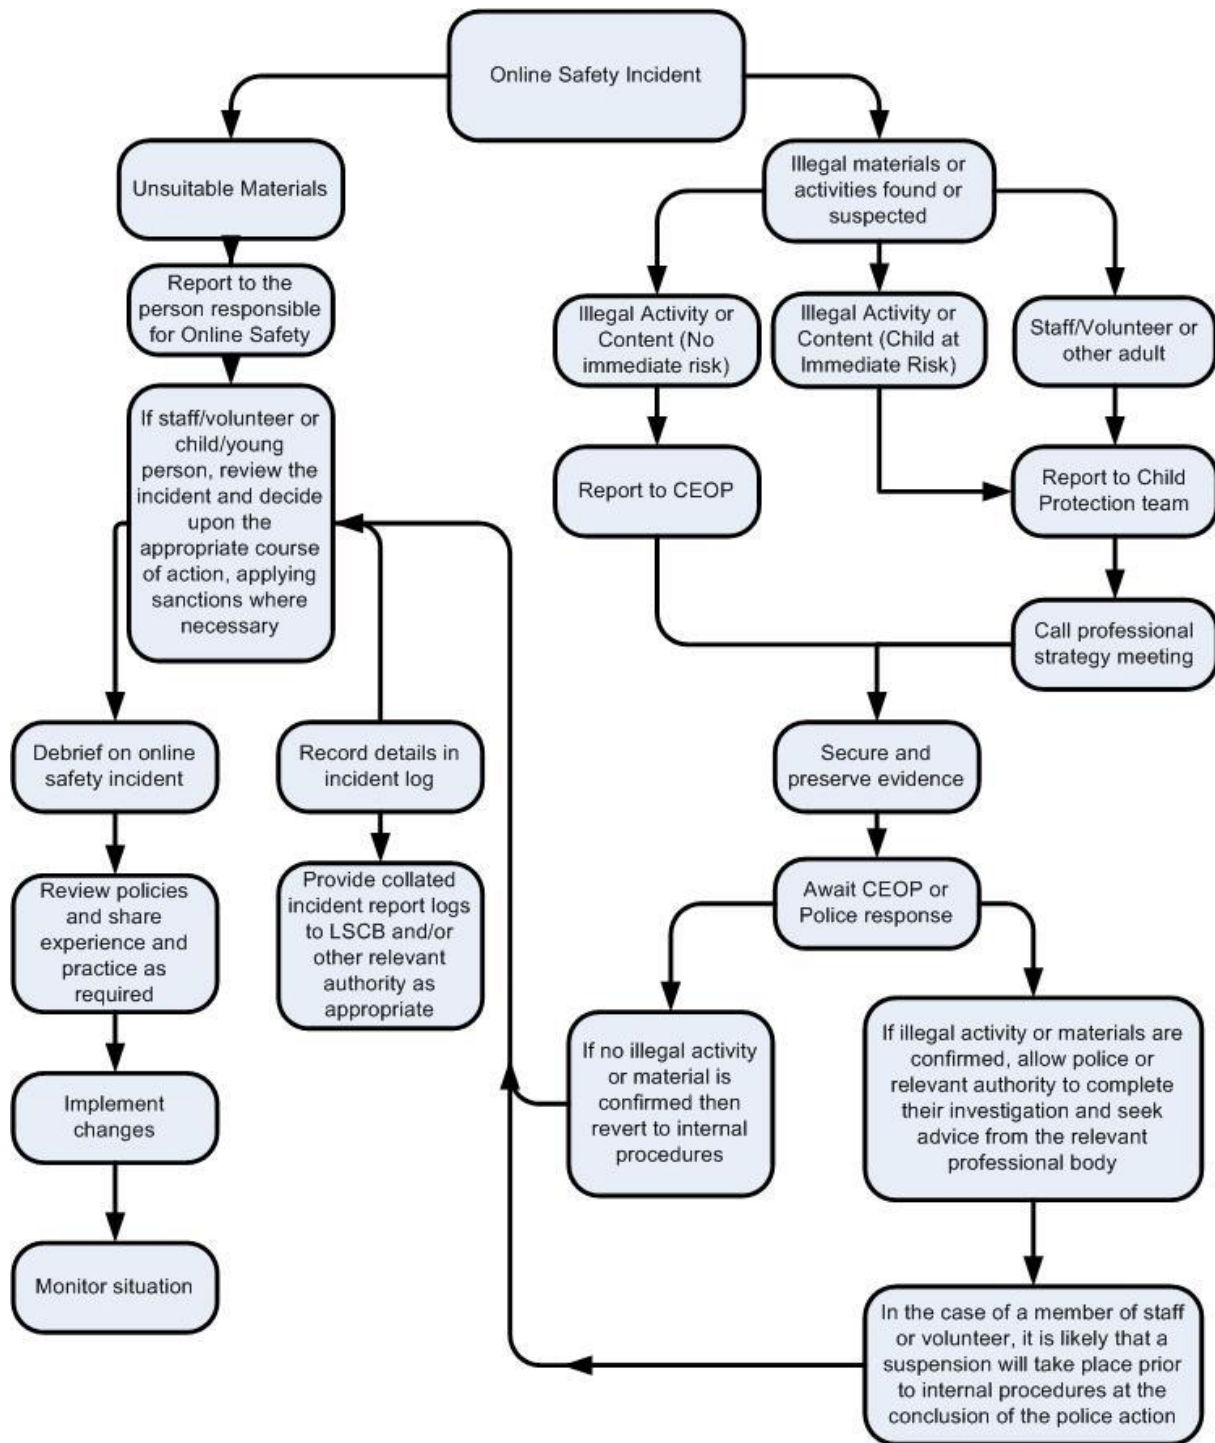 Online Safety Incident
Unsuitable Materials
Illegal materials or
activities found or
suspected
Report to the
person responsible
for Online Safety
Illegal Activity or
Content (No
immediate risk)
Illegal Activity or
Content (Child at
Immediate Risk)
Staff/Volunteer or
other adult
If staff/volunteer or
child/young
person, review the
incident and decide
upon the
appropriate course
of action, applying
sanctions where
necessary
Report to CEOP
Report to Child
Protection team
Call professional
strategy meeting
Debrief on online
safety incident
Record details in
incident log
Secure and
preserve evidence
Review policies
and share
experience and
practice as
required
Provide collated
incident report logs
to LSCB and/or
other relevant
authority as
appropriate
Await CEOP or
Police response
If no illegal activity
or material is
confirmed then
revert to internal
procedures
If illegal activity or materials are
confirmed, allow police or
relevant authority to complete
their investigation and seek
advice from the relevant
professional body
Implement
changes
Monitor situation
In the case of a member of staff
or volunteer, it is likely that a
suspension will take place prior
to internal procedures at the
conclusion of the police action